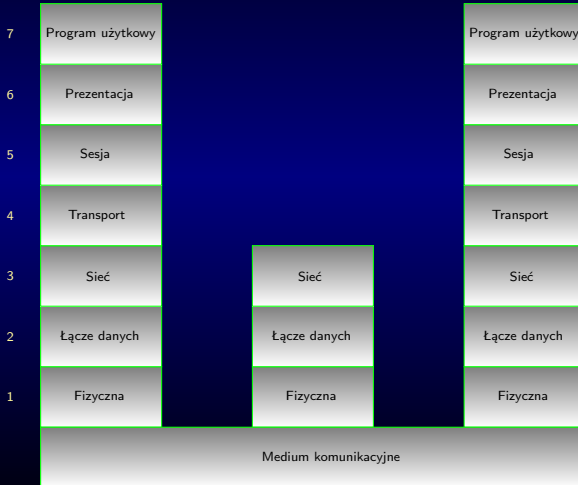 7 Program użytkowy Program użytkowy
6 Prezentacja Prezentacja
5 Sesja Sesja
4 Transport Transport
3 Sieć Sieć Sieć
2 Łącze danych Łącze danych Łącze danych
1 Fizyczna Fizyczna Fizyczna
Medium komunikacyjne